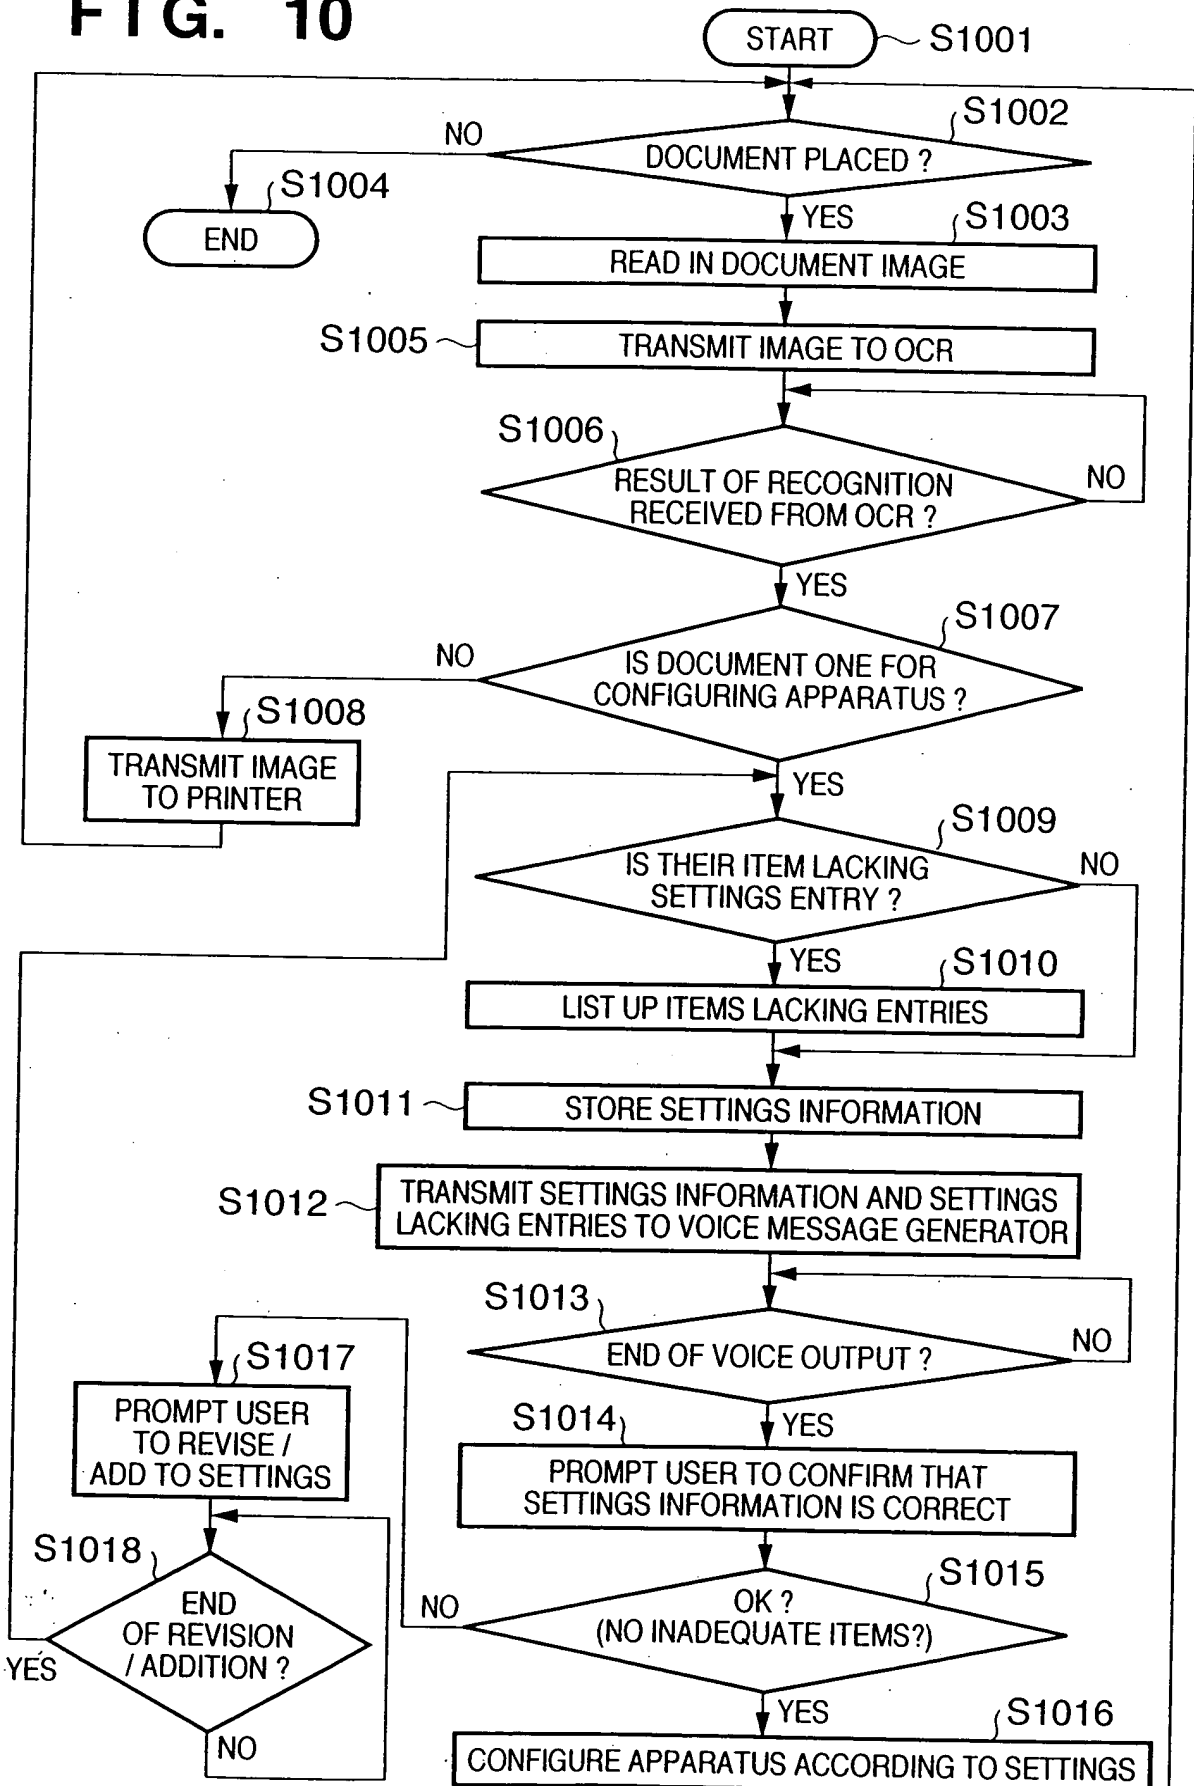 FIG. 10
START
S1001
S1002
NO
DOCUMENT PLACED ?
S1004
END
YES
S1003
READ IN DOCUMENT IMAGE
S1005
TRANSMIT IMAGE TO OCR
S1006
RESULT OF RECOGNITION
RECEIVED FROM OCR ?
NO
YES
S1007
NO
IS DOCUMENT ONE FOR
CONFIGURING APPARATUS ?
S1008
TRANSMIT IMAGE
TO PRINTER
YES
S1009
IS THEIR ITEM LACKING
SETTINGS ENTRY ?
NO
YES
S1010
LIST UP ITEMS LACKING ENTRIES
S1011
STORE SETTINGS INFORMATION
S1012
TRANSMIT SETTINGS INFORMATION AND SETTINGS
LACKING ENTRIES TO VOICE MESSAGE GENERATOR
S1013
END OF VOICE OUTPUT ?
NO
YES
S1014
PROMPT USER TO CONFIRM THAT
SETTINGS INFORMATION IS CORRECT
S1017
PROMPT USER
TO REVISE /
ADD TO SETTINGS
S1018
END
OF REVISION
/ ADDITION ?
YES
NO
S1015
OK ?
(NO INADEQUATE ITEMS?)
NO
YES
S1016
CONFIGURE APPARATUS ACCORDING TO SETTINGS